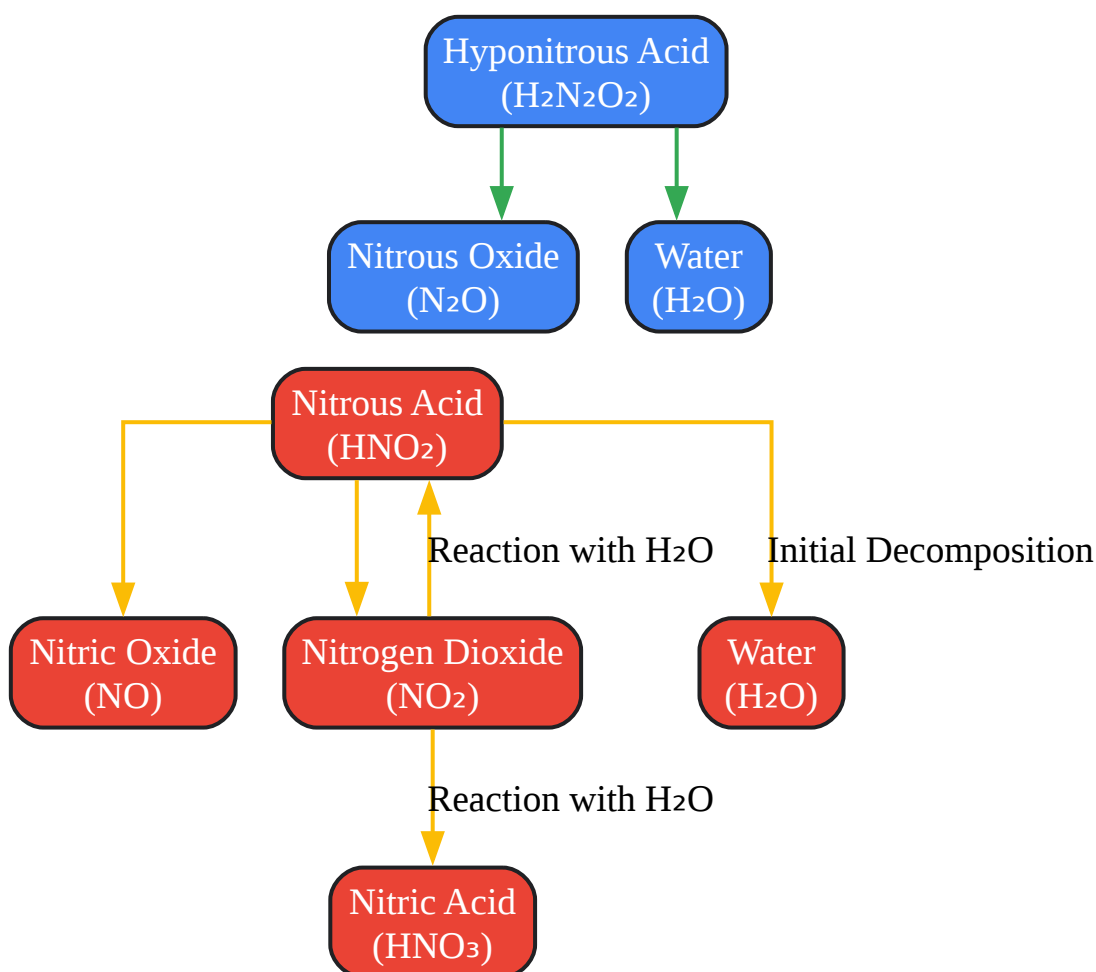 Hyponitrous Acid
(H₂N₂O₂)
Nitrous Oxide
(N₂O)
Water
(H₂O)
Nitrous Acid
(HNO₂)
Reaction with H₂O
Initial Decomposition
Nitric Oxide
(NO)
Nitrogen Dioxide
(NO₂)
Water
(H₂O)
Reaction with H₂O
Nitric Acid
(HNO₃)